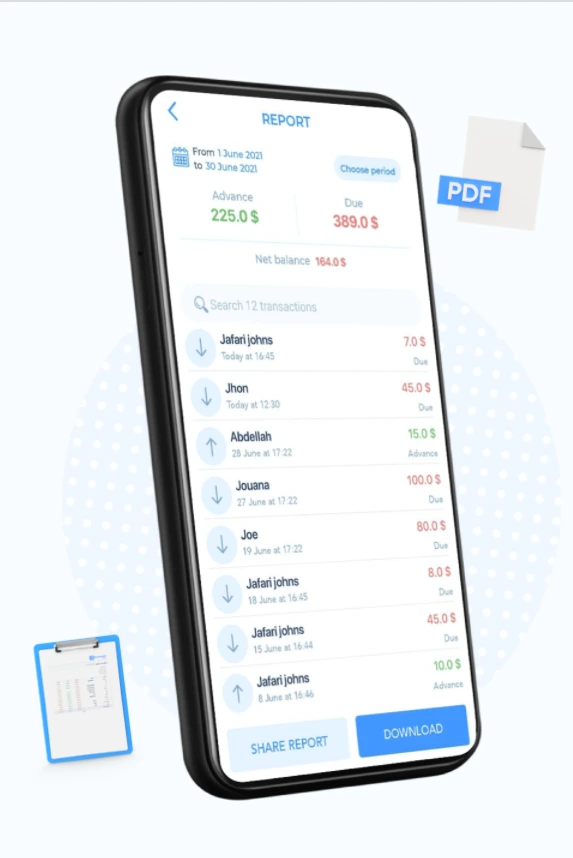 REPORT
From 1 June 2021
to 30 June 2021
Choose period
Advance
225.0 $
Due
389.0 $
Net balance 164.0 $
Search 12 transactions
Jafari johns
7.0 $
Today at 16:45
Due
Jhon
45.0 $
Today at 12:30
Due
Abdellah
15.0 $
28 June at 17:22
Advance
Jouana
100.0 $
27 June at 17:22
Due
Joe
80.0 $
19 June at 17:22
Due
Jafari johns
8.0 $
18 June at 16:45
Due
Jafari johns
45.0 $
15 June at 16:44
Due
Jafari johns
10.0 $
8 June at 16:46
Advance
SHARE REPORT
DOWNLOAD
PDF